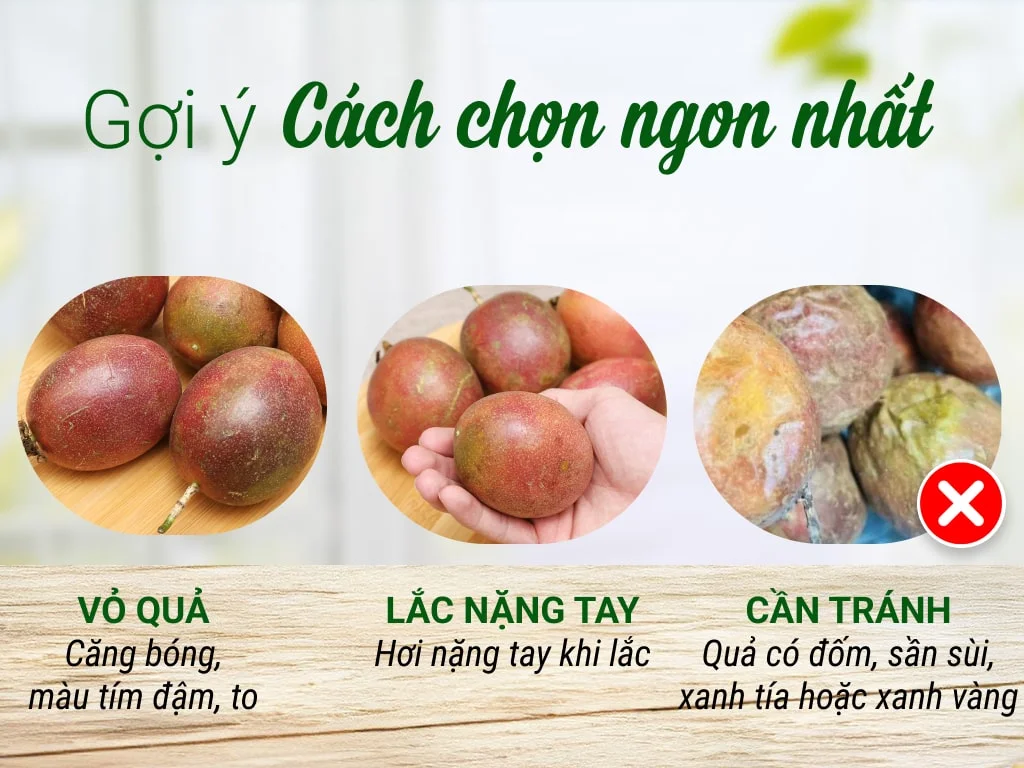 Gợi ý Cách chọn ngon nhất
VỎ QUẢ
Căng bóng,
màu tím đậm, to
LẮC NẶNG TAY
Hơi nặng tay khi lắc
CẦN TRÁNH
Quả có đốm, sần sùi,
xanh tía hoặc xanh vàng